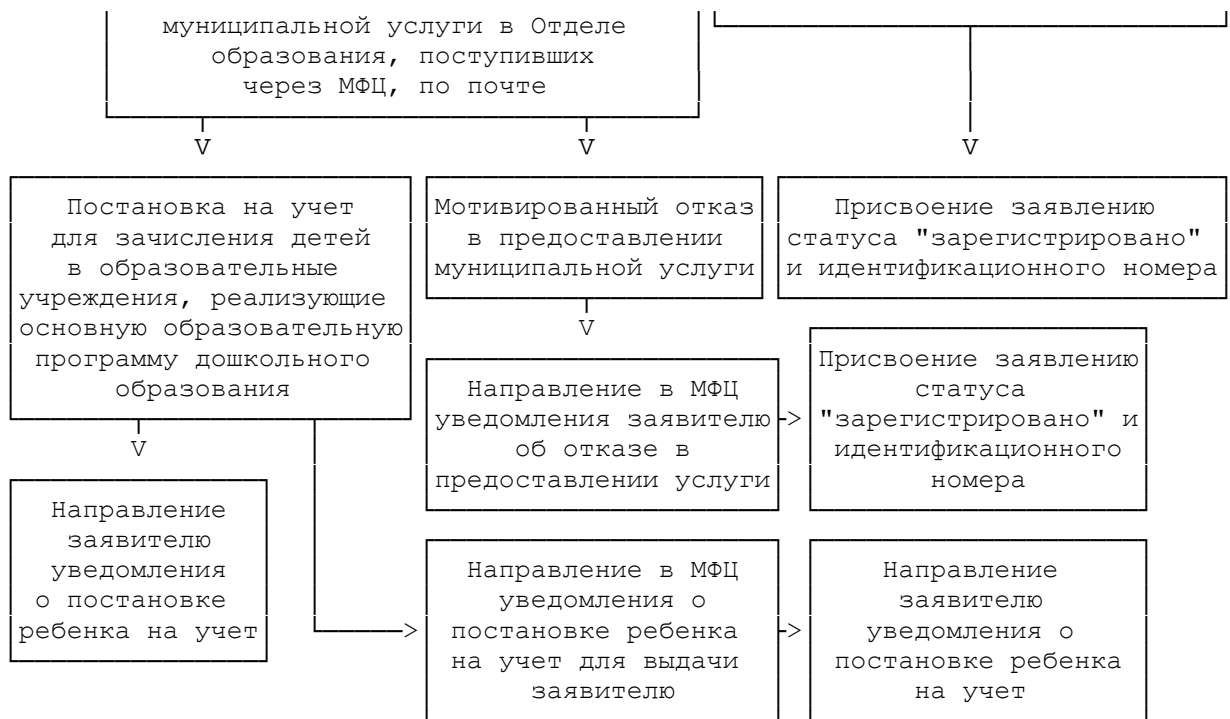 муниципальной услуги в Отделе
образования, поступивших
через МФЦ, по почте
V
V
V
Постановка на учет
для зачисления детей
в образовательные
учреждения, реализующие
основную образовательную
программу дошкольного
образования
Мотивированный отказ
в предоставлении
муниципальной услуги
Присвоение заявлению
статуса "зарегистрировано"
и идентификационного номера
V
Направление в МФЦ
уведомления заявителю
об отказе в
предоставлении услуги
->
Присвоение заявлению
статуса
"зарегистрировано" и
идентификационного
номера
V
Направление
заявителю
уведомления
о постановке
ребенка на учет
>
Направление в МФЦ
уведомления о
постановке ребенка
на учет для выдачи
заявителю
->
Направление
заявителю
уведомления о
постановке ребенка
на учет